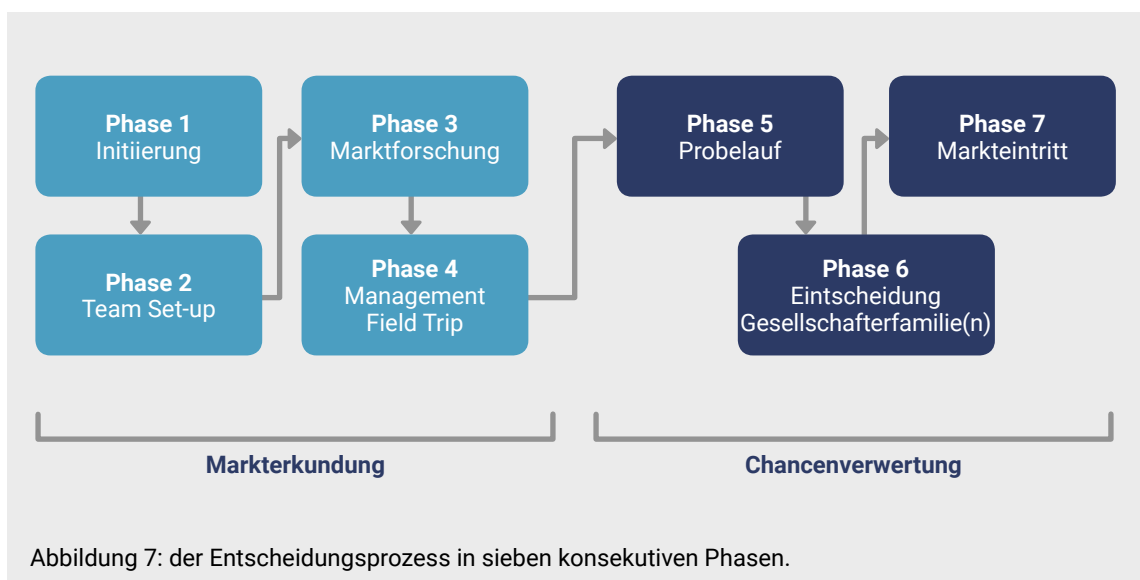 Phase 1
Initiierung
Phase 2
Team Set-up
Phase 3
Marktforschung
Phase 4
Management
Field Trip
Phase 5
Probelauf
Phase 6
Eintscheidung
Gesellschafterfamilie(n)
Phase 7
Markteintritt
Markterkundung
Chancenverwertung
Abbildung 7: der Entscheidungsprozess in sieben konsekutiven Phasen.